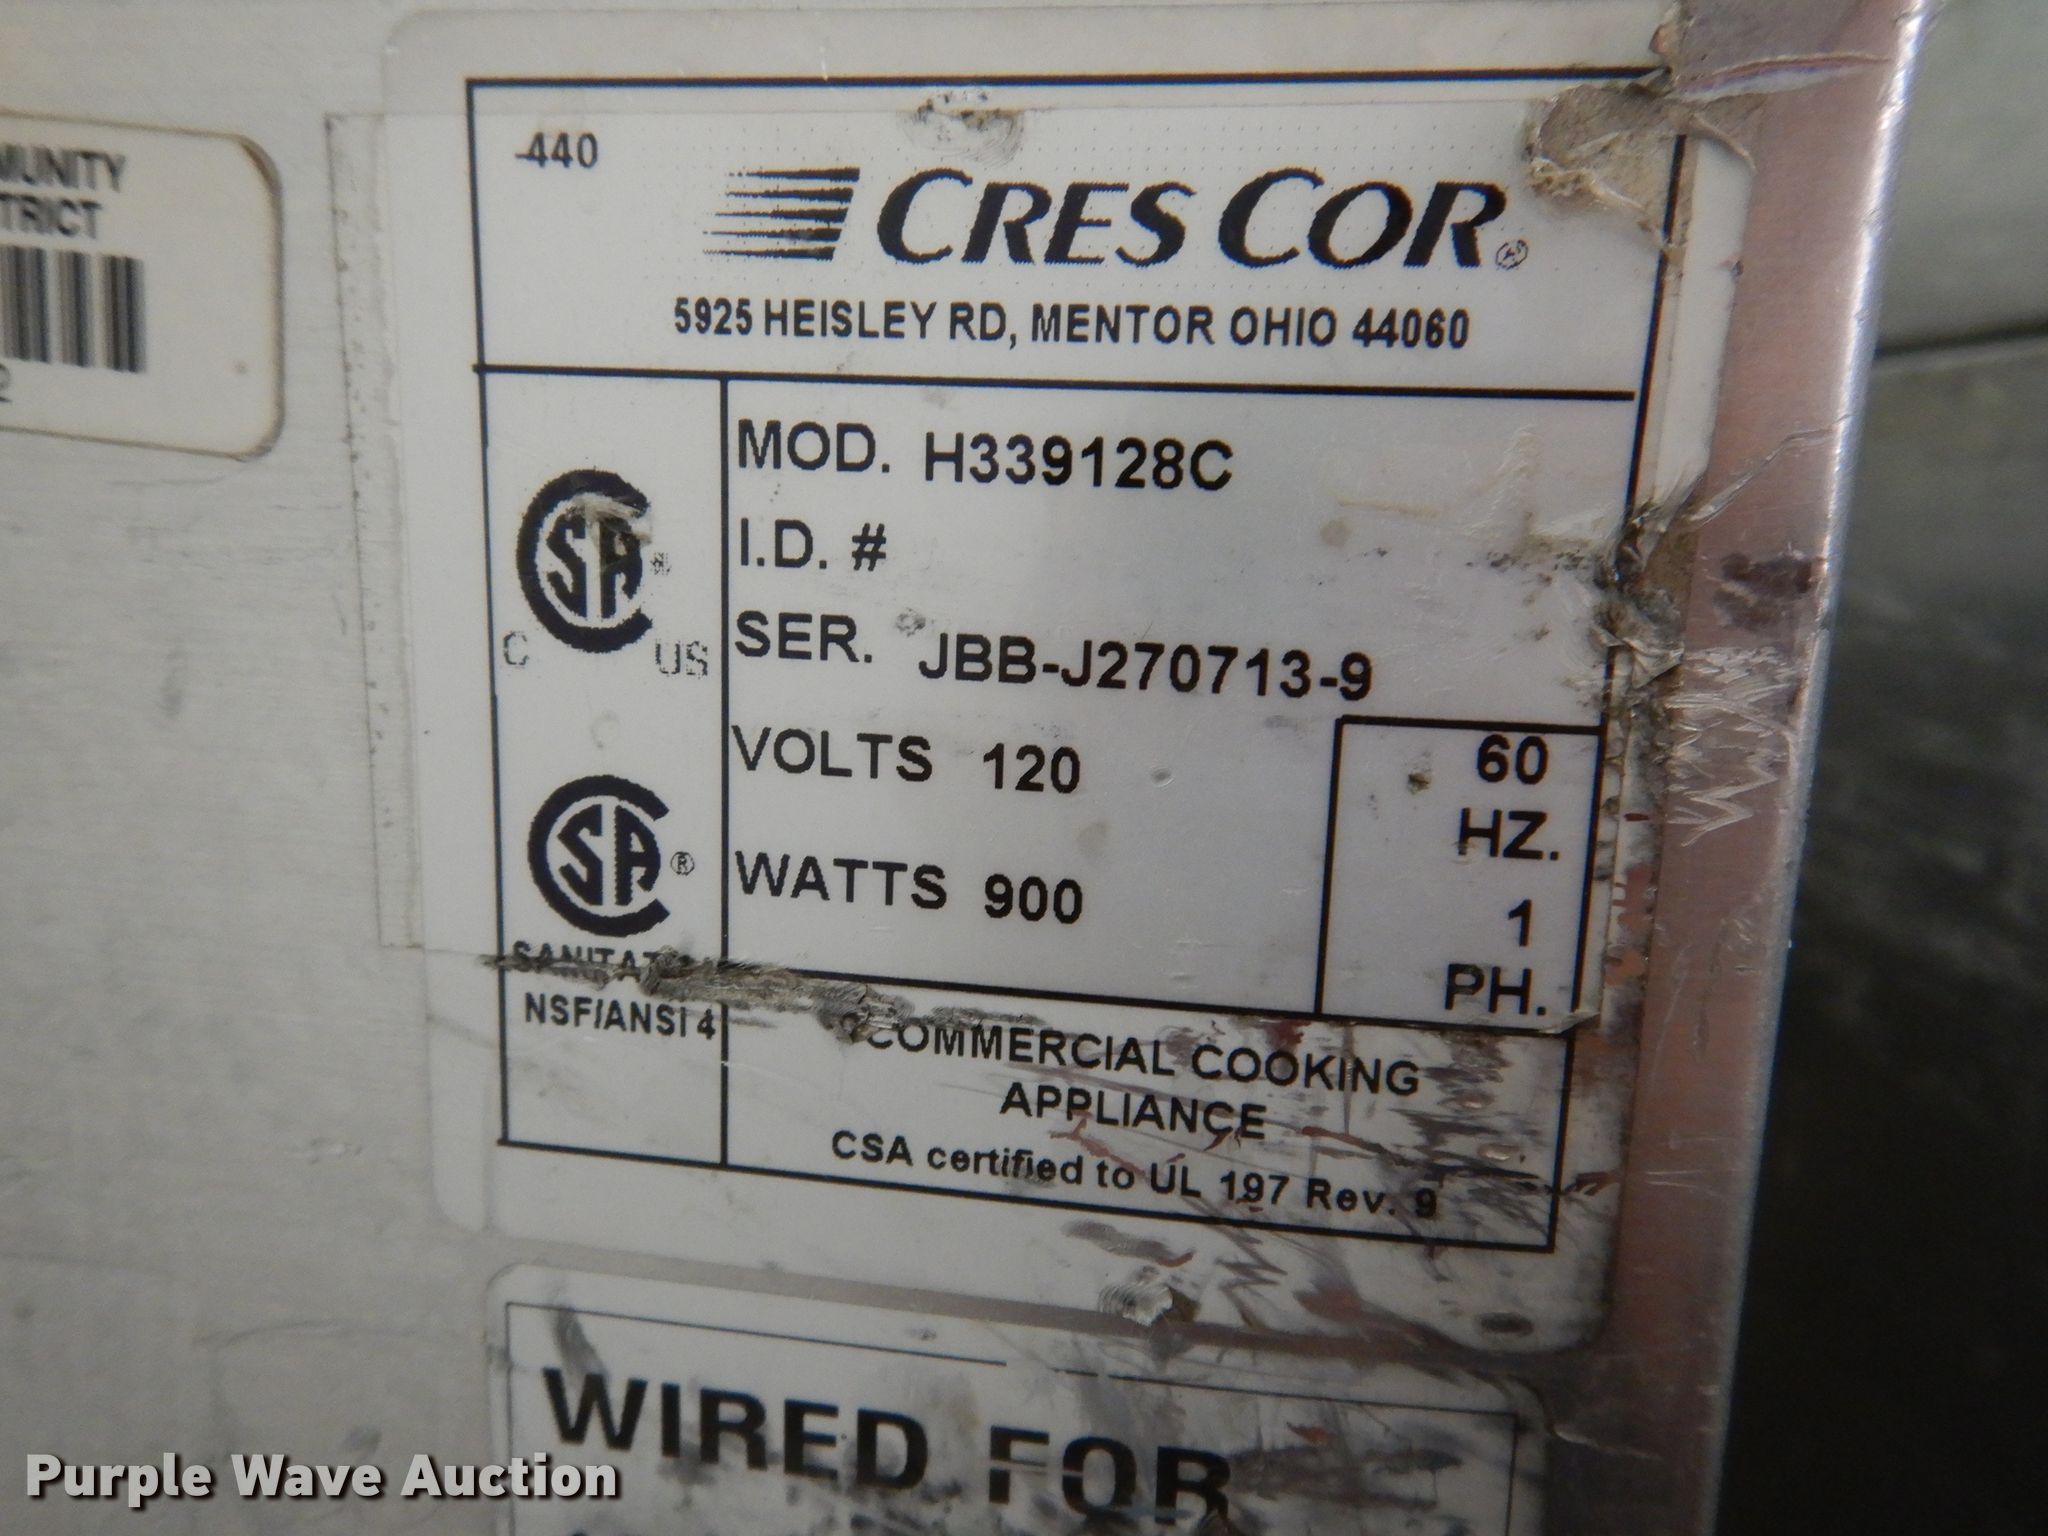 -440
CRES COR®
5925 HEISLEY RD, MENTOR OHIO 44060
MOD. H339128C
I.D. #
SER. JBB-J270713-9
VOLTS 120
WATTS 900
60
HZ.
1
PH.
CSA®
C US
CSA®
NSF/ANSI 4
COMMERCIAL COOKING
APPLIANCE
CSA certified to UL 197 Rev. 9
WIRED FOR
Purple Wave Auction